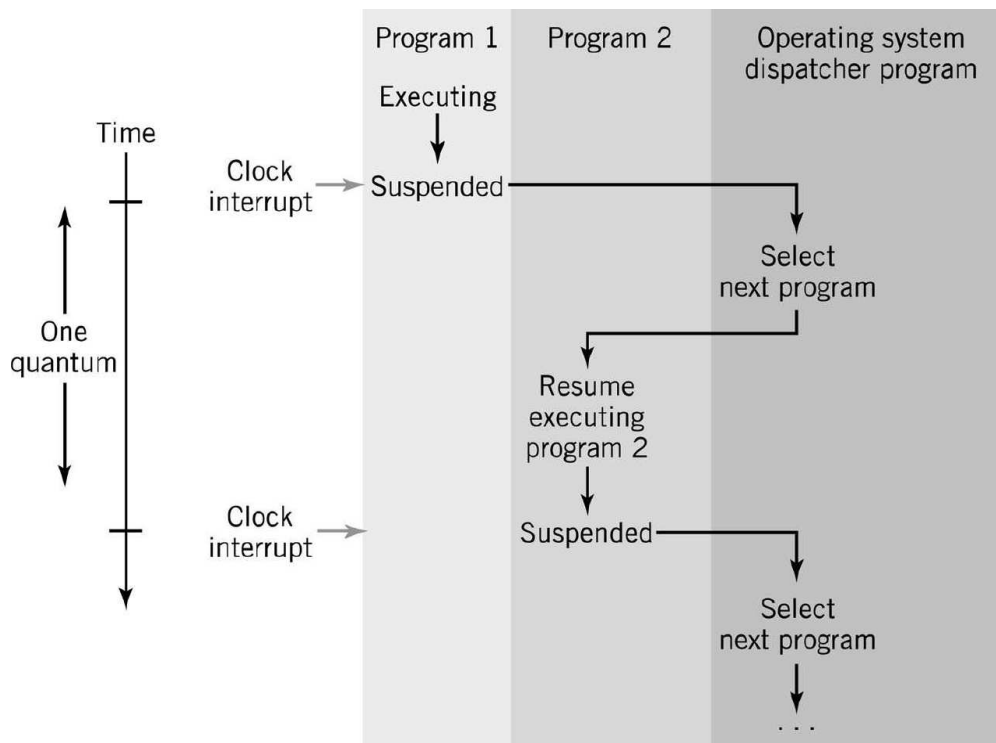 Program 1
Program 2
Operating system
dispatcher program
Executing
Time
Clock
interrupt
Suspended
Select
next program
One
quantum
Resume
executing
program 2
Clock
interrupt
Suspended
Select
next program
. . .